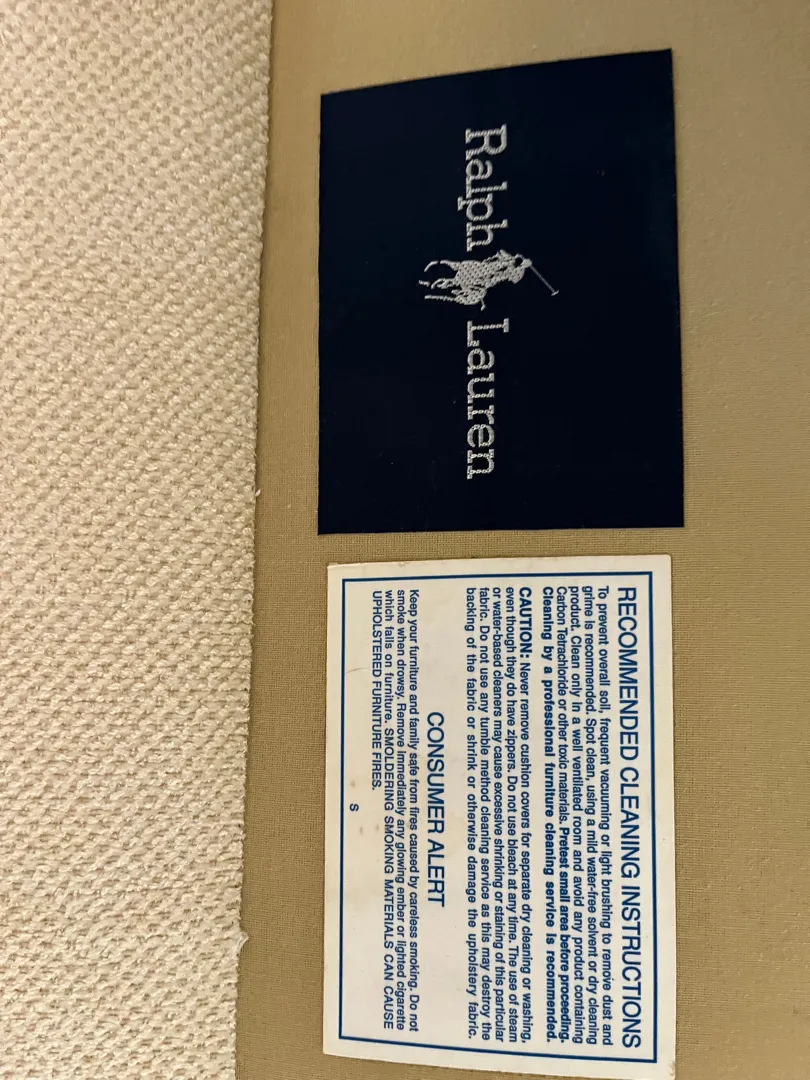 Ralph Lauren
RECOMMENDED CLEANING INSTRUCTIONS
To prevent overall soil, frequent vacuuming or light brushing to remove dust and
grime is recommended. Spot clean, using a mild water-free solvent or dry cleaning
product. Clean only in a well ventilated room and avoid any product containing
Carbon Tetrachloride or other toxic materials. Pretest small area before proceeding.
Cleaning by a professional furniture cleaning service is recommended.
CAUTION: Never remove cushion covers for separate dry cleaning or washing,
even though they do have zippers. Do not use bleach at any time. The use of steam
or water-based cleaners may cause excessive shrinking or staining of this particular
fabric. Do not use any tumble method cleaning service as this may destroy the
backing of the fabric or shrink or otherwise damage the upholstery fabric.
CONSUMER ALERT
Keep your furniture and family safe from fires caused by careless smoking. Do not
smoke when drowsy. Remove immediately any glowing ember or lighted cigarette
which falls on furniture. SMOLDERING SMOKING MATERIALS CAN CAUSE
UPHOLSTERED FURNITURE FIRES.
S